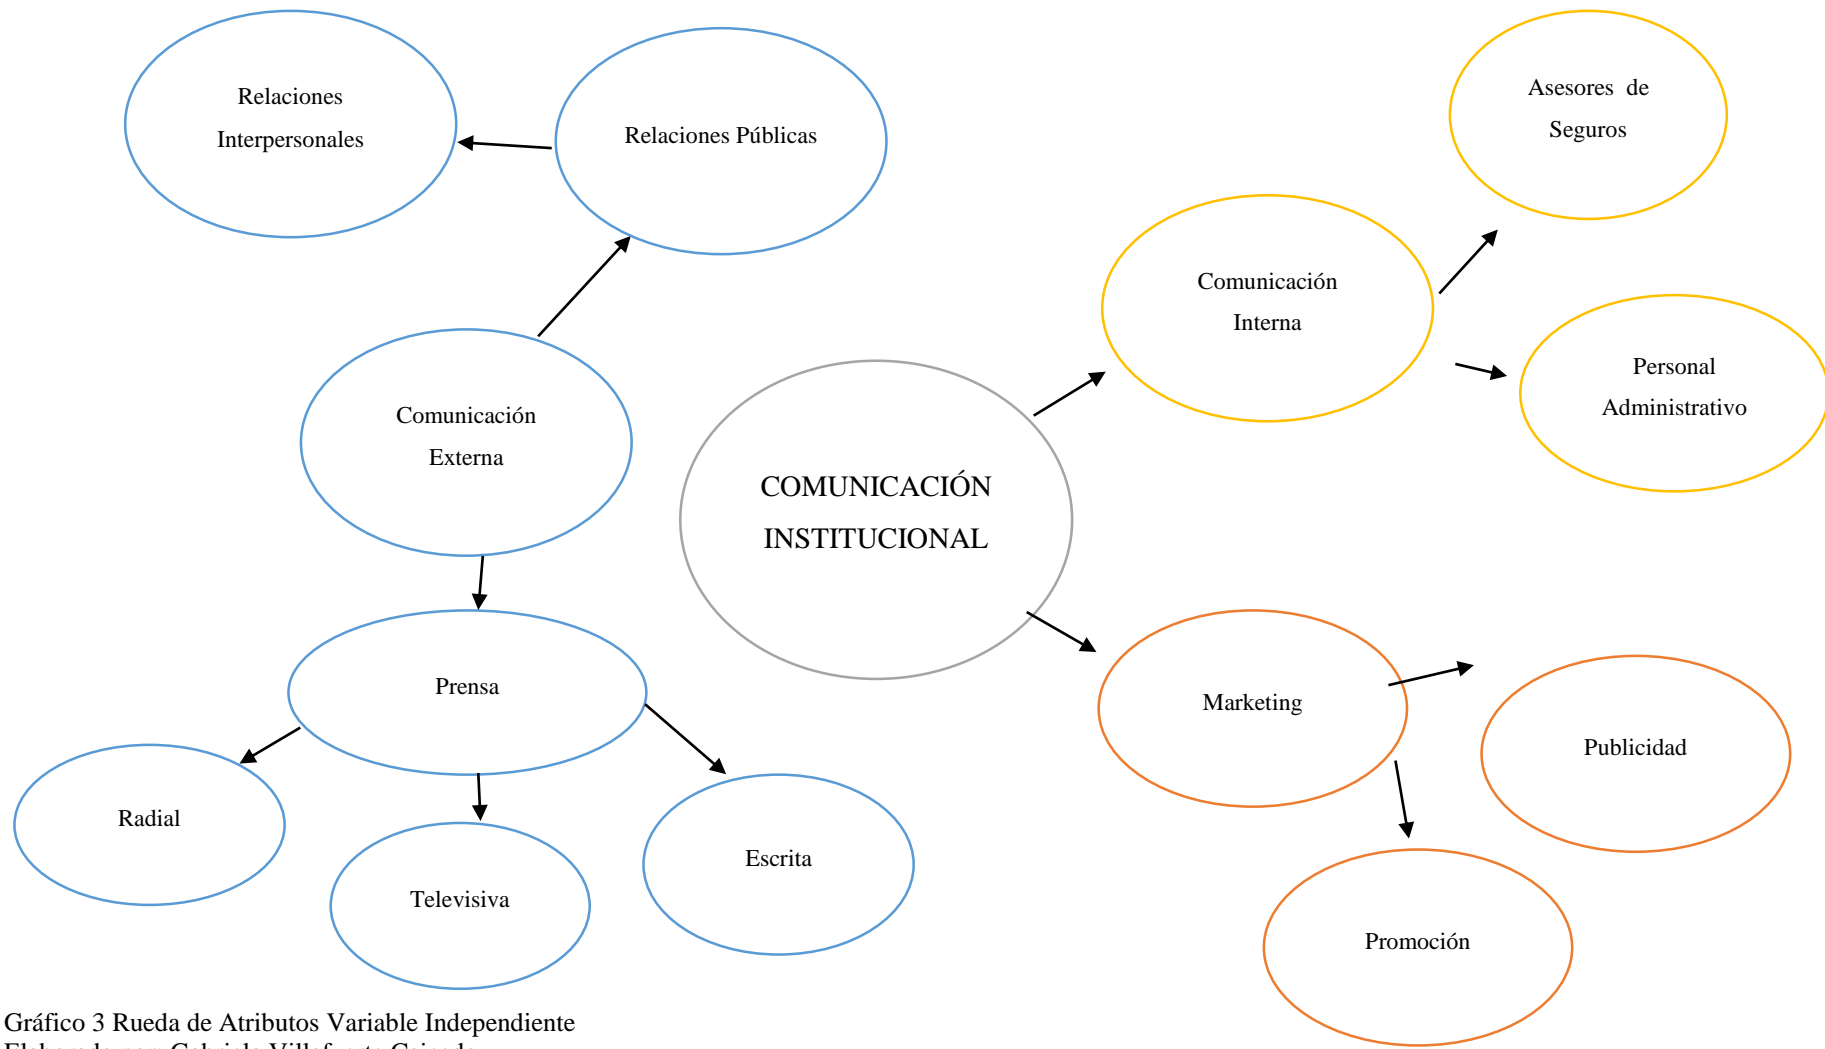 Relaciones
Interpersonales
Relaciones Públicas
Asesores de
Seguros
Comunicación
Interna
Personal
Administrativo
Comunicación
Externa
COMUNICACIÓN
INSTITUCIONAL
Prensa
Marketing
Publicidad
Radial
Televisiva
Escrita
Promoción
Gráfico 3 Rueda de Atributos Variable Independiente